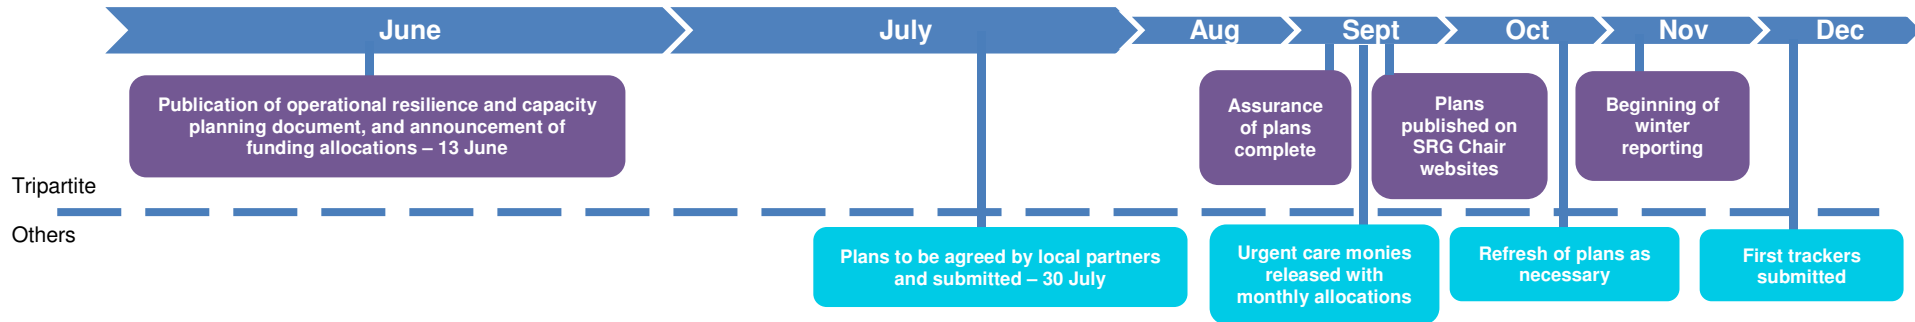 June
July
Aug
Sept
Oct
Nov
Dec
Publication of operational resilience and capacity
planning document, and announcement of
funding allocations – 13 June
Assurance
of plans
complete
Plans
published on
SRG Chair
websites
Beginning of
winter
reporting
Tripartite
Others
Plans to be agreed by local partners
and submitted – 30 July
Urgent care monies
released with
monthly allocations
Refresh of plans as
necessary
First trackers
submitted